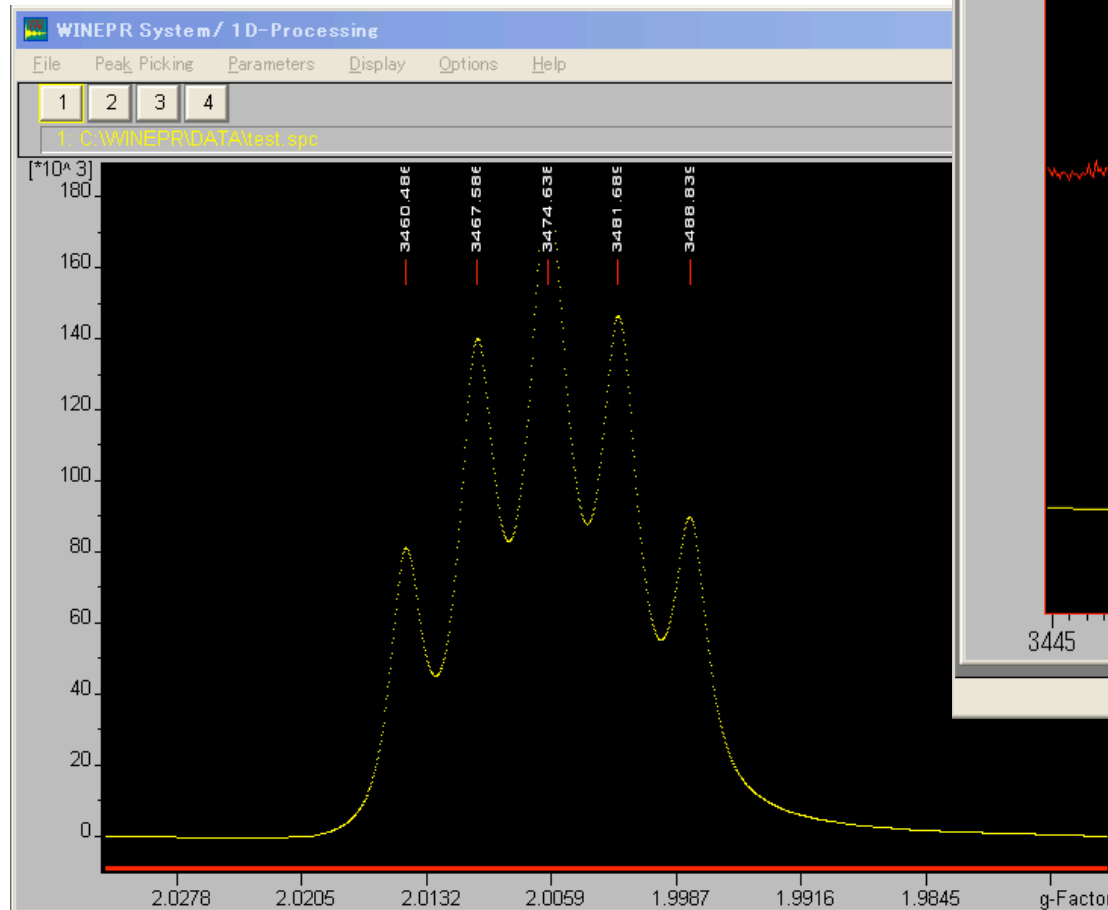 WINEPR System/ 1D-Processing
File Peak Picking Parameters Display Options Help
1 2 3 4
1: C:\WINEPR\DATA\test.spc
[*10^ 3]
3460.486 3467.586 3474.638 3481.689 3488.839
180
160
140
120
100
80
60
40
20
0
2.0278 2.0205 2.0132 2.0059 1.9987 1.9916 1.9845 g-Facto
3445